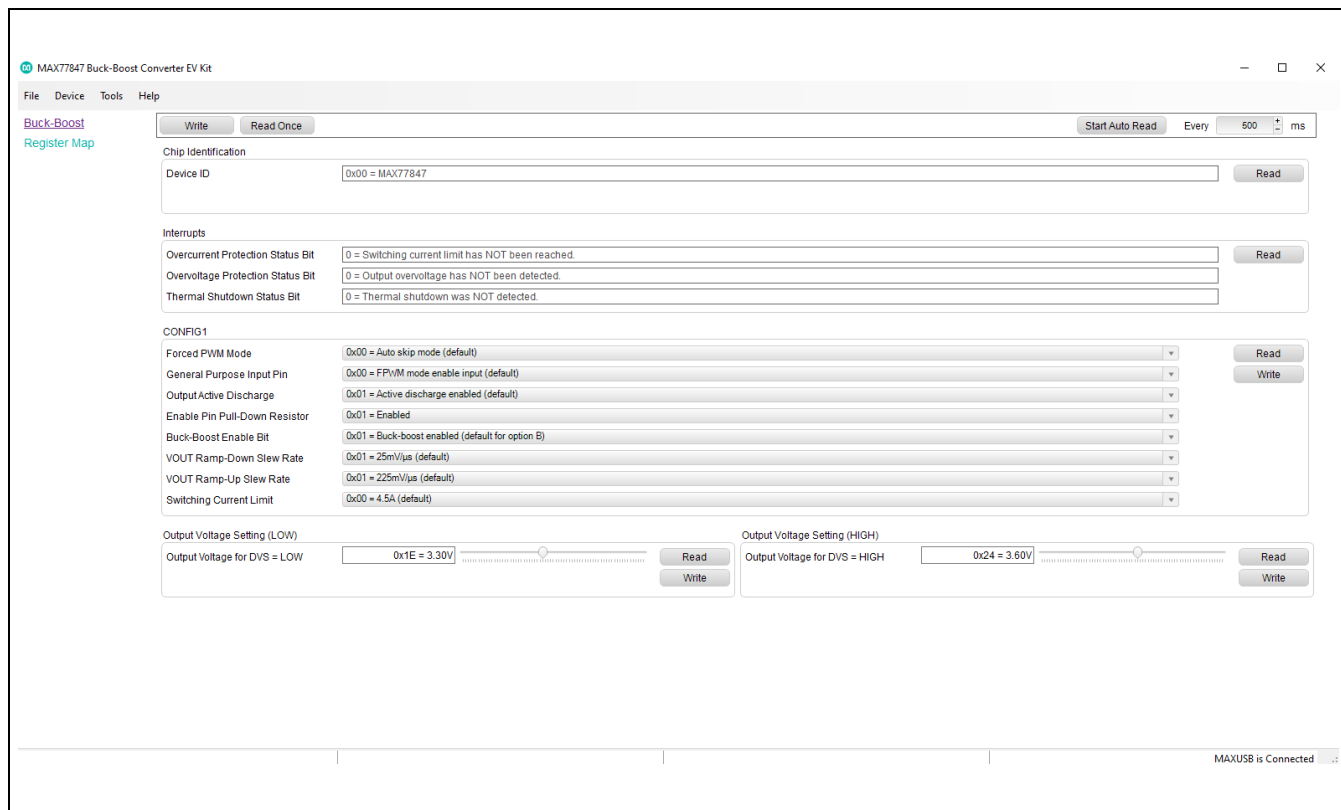 MAX77847 Buck-Boost Converter EV Kit
File Device Tools Help
Buck-Boost
Register Map
Write Read Once Start Auto Read Every 500 ms
Chip Identification
Device ID 0x00 = MAX77847 Read
Interrupts
Overcurrent Protection Status Bit 0 = Switching current limit has NOT been reached. Read
Overvoltage Protection Status Bit 0 = Output overvoltage has NOT been detected.
Thermal Shutdown Status Bit 0 = Thermal shutdown was NOT detected.
CONFIG1
Forced PWM Mode 0x00 = Auto skip mode (default) Read
General Purpose Input Pin 0x00 = FPWM mode enable input (default) Write
Output Active Discharge 0x01 = Active discharge enabled (default)
Enable Pin Pull-Down Resistor 0x01 = Enabled
Buck-Boost Enable Bit 0x01 = Buck-boost enabled (default for option B)
VOUT Ramp-Down Slew Rate 0x01 = 25mV/µs (default)
VOUT Ramp-Up Slew Rate 0x01 = 225mV/µs (default)
Switching Current Limit 0x00 = 4.5A (default)
Output Voltage Setting (LOW) Output Voltage Setting (HIGH)
Output Voltage for DVS = LOW 0x1E = 3.30V Read Output Voltage for DVS = HIGH 0x24 = 3.60V Read
Write Write
MAXUSB is Connected